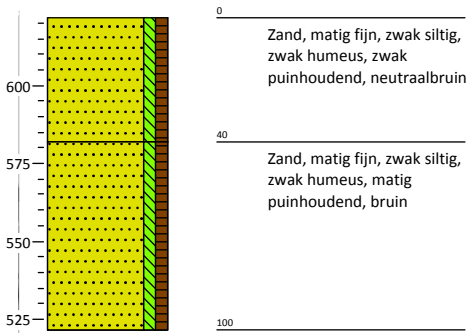 0
Zand, matig fijn, zwak siltig,
zwak humeus, zwak
puinhoudend, neutraalbruin
600
40
575
Zand, matig fijn, zwak siltig,
zwak humeus, matig
puinhoudend, bruin
550
525
100